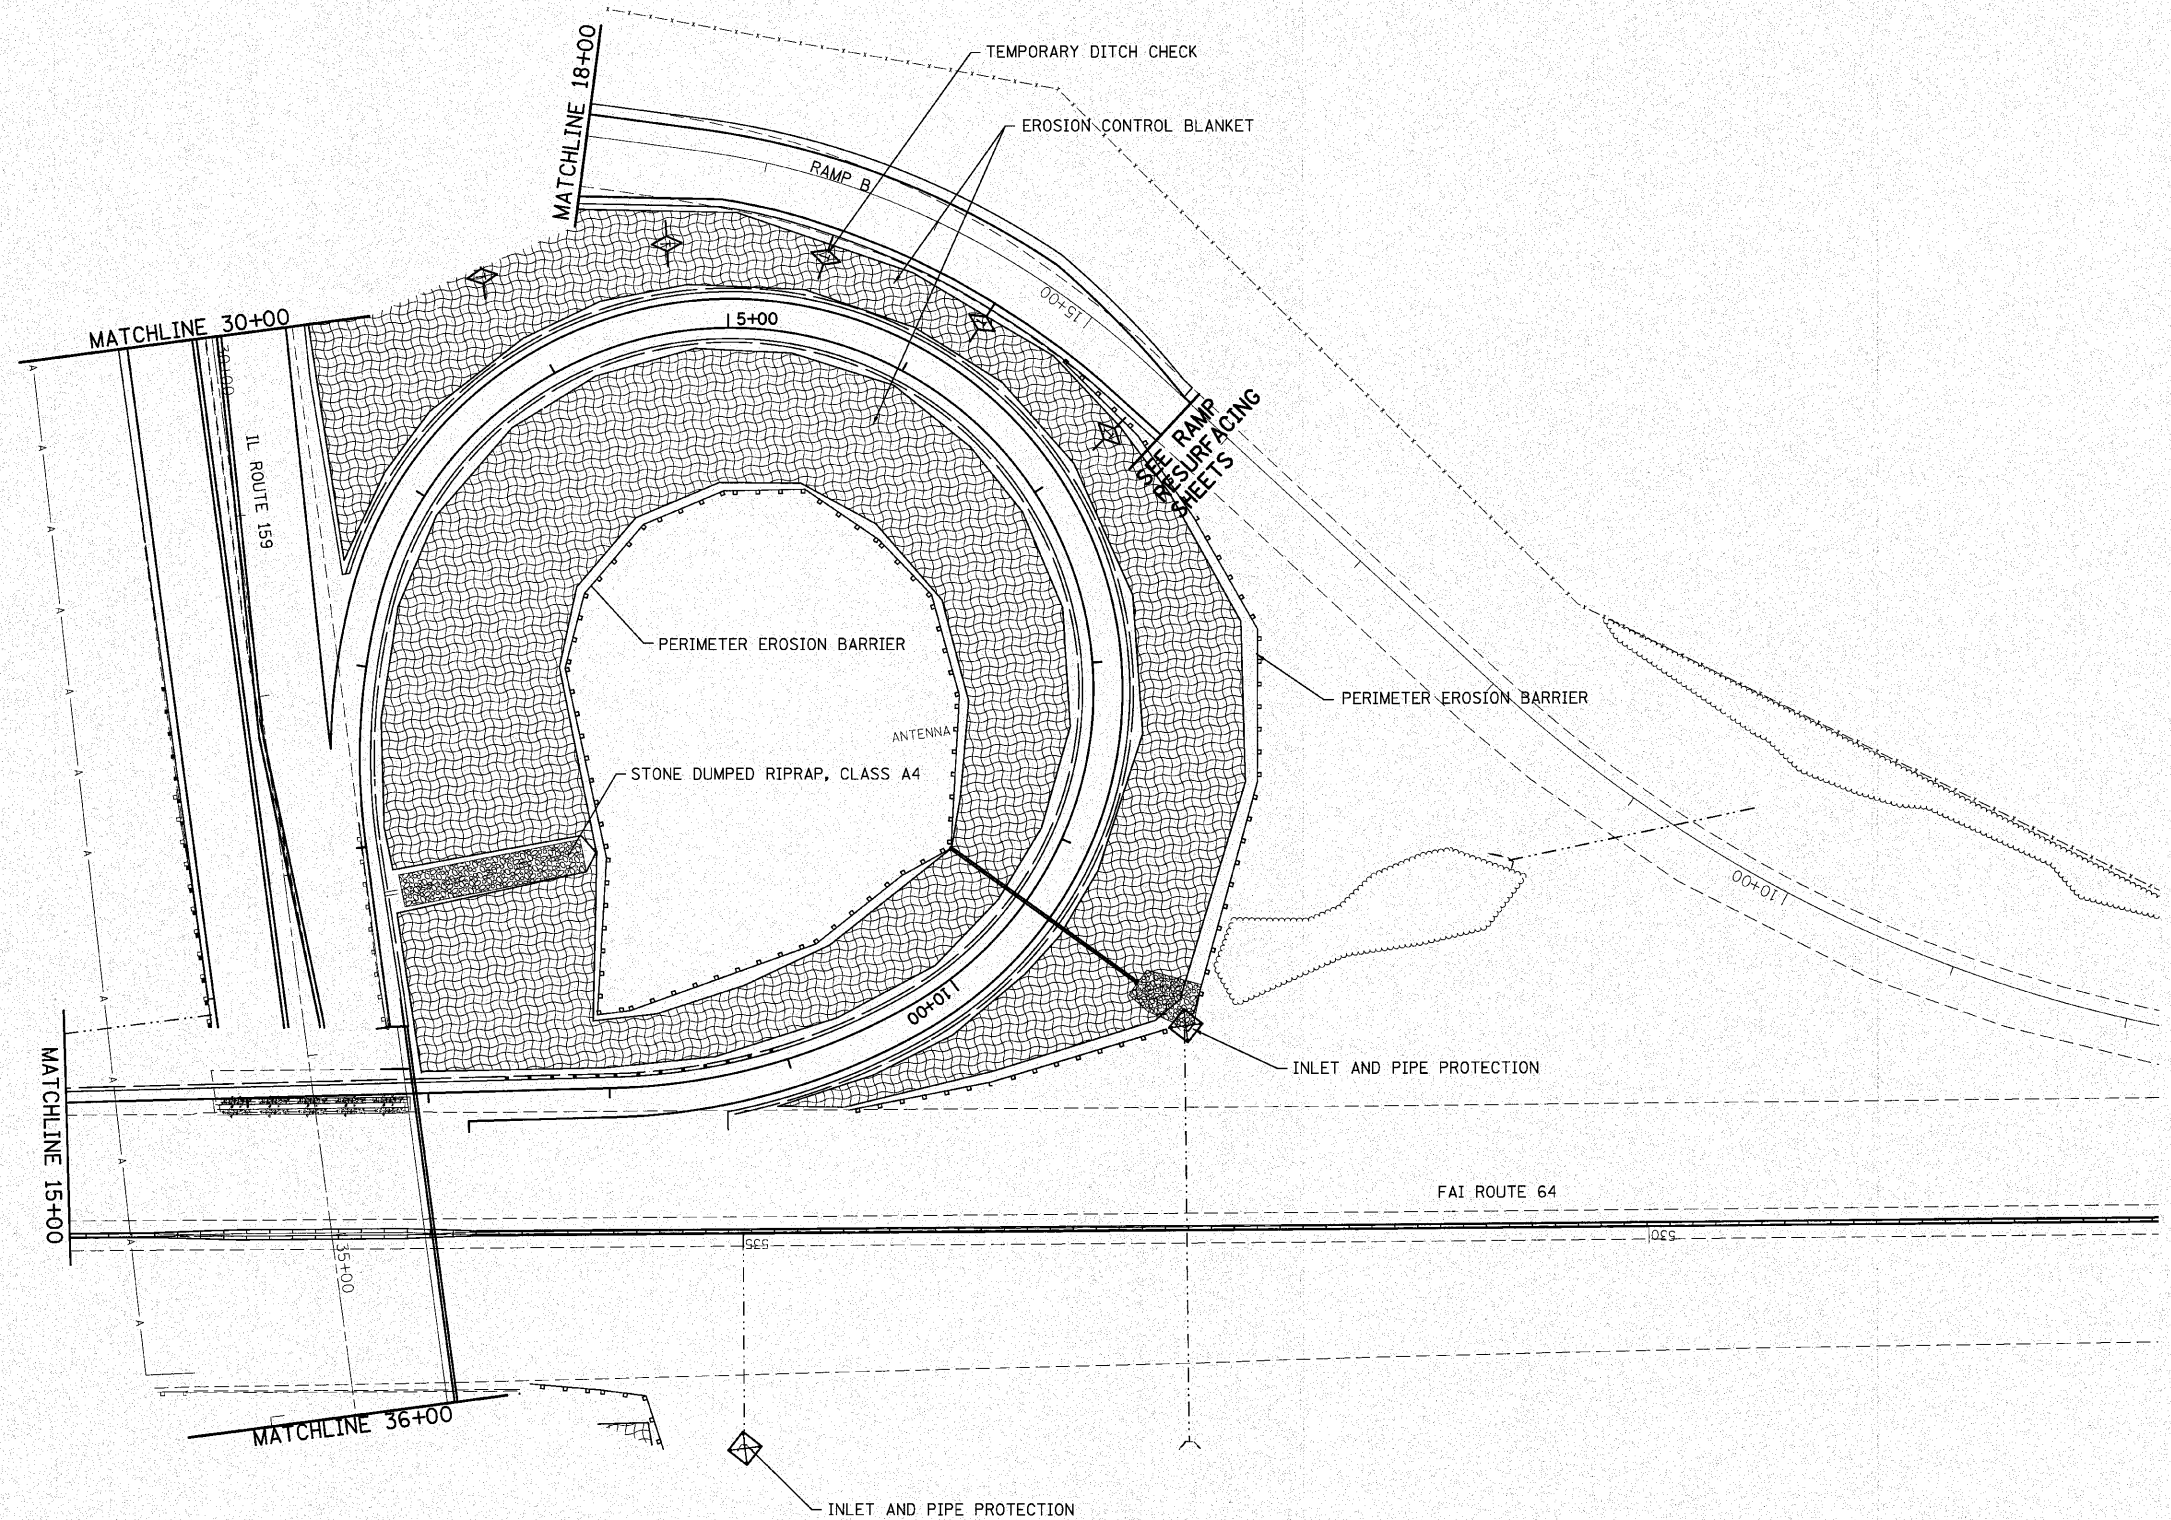 MATCHLINE 18+00
TEMPORARY DITCH CHECK
EROSION CONTROL BLANKET
RAMP B
15+00
MATCHLINE 30+00
30+00
5+00
SEE RAMP
RESURFACING
SHEETS
IL ROUTE 159
PERIMETER EROSION BARRIER
PERIMETER EROSION BARRIER
ANTENNA
STONE DUMPED RIPRAP, CLASS A4
10+00
10+00
INLET AND PIPE PROTECTION
MATCHLINE 15+00
FAI ROUTE 64
535
530
35+00
MATCHLINE 36+00
INLET AND PIPE PROTECTION
A
A
A
A
A
A
A
A
A
A
A
A